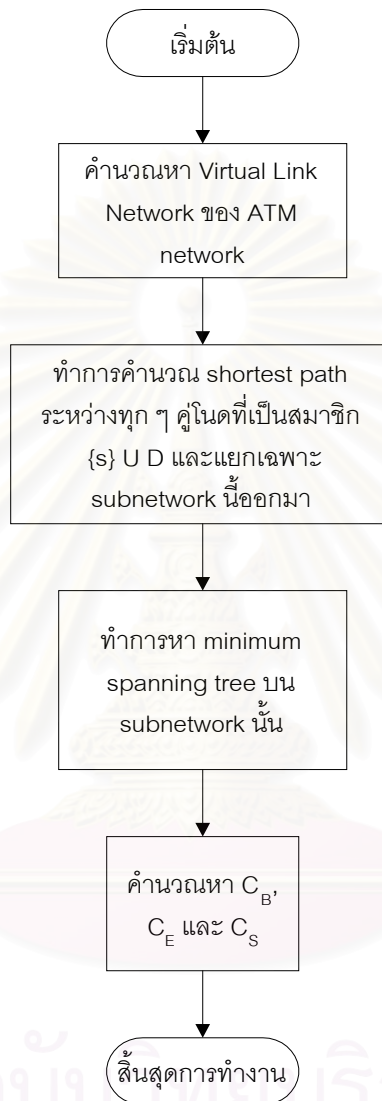 เริ่มต้น
คำนวณหา Virtual Link
Network ของ ATM
network
ทำการคำนวณ shortest path
ระหว่างทุก ๆ คู่โนดที่เป็นสมาชิก
{s} U D และแยกเฉพาะ
subnetwork นี้ออกมา
ทำการหา minimum
spanning tree บน
subnetwork นั้น
คำนวณหา C_B,
C_E และ C_S
สิ้นสุดการทำงาน